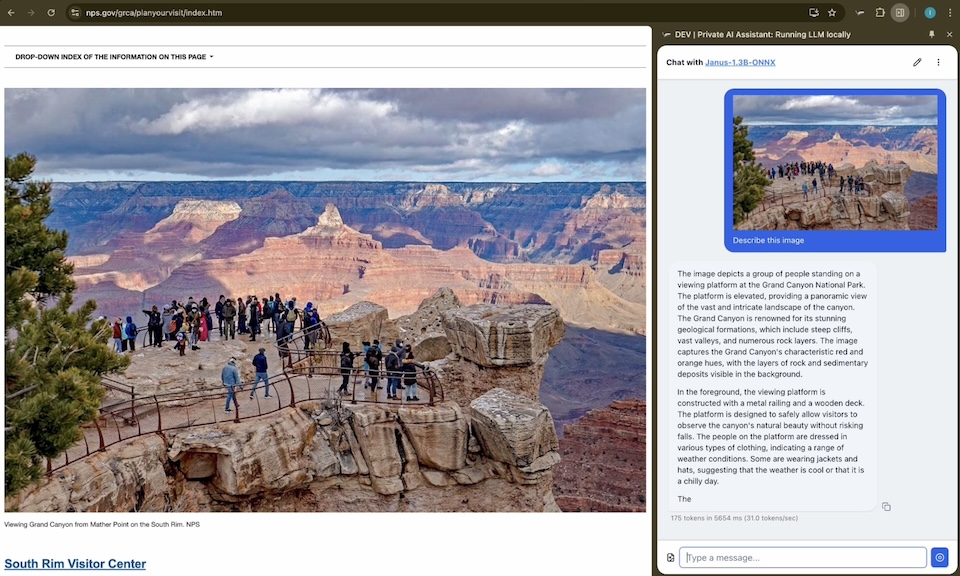 nps.gov/grca/planyourvisit/index.htm
DROP-DOWN INDEX OF THE INFORMATION ON THIS PAGE
Viewing Grand Canyon from Mather Point on the South Rim. NPS
South Rim Visitor Center
DEV | Private AI Assistant: Running LLM locally
Chat with Janus-1.3B-ONNX
Describe this image
The image depicts a group of people standing on a
viewing platform at the Grand Canyon National Park.
The platform is elevated, providing a panoramic view
of the vast and intricate landscape of the canyon.
The Grand Canyon is renowned for its stunning
geological formations, which include steep cliffs,
vast valleys, and numerous rock layers. The image
captures the Grand Canyon's characteristic red and
orange hues, with the layers of rock and sedimentary
deposits visible in the background.
In the foreground, the viewing platform is
constructed with a metal railing and a wooden deck.
The platform is designed to safely allow visitors to
observe the canyon's natural beauty without risking
falls. The people on the platform are dressed in
various types of clothing, indicating a range of
weather conditions. Some are wearing jackets and
hats, suggesting that the weather is cool or that it is
a chilly day.
The
175 tokens in 5654 ms (31.0 tokens/sec)
Type a message...